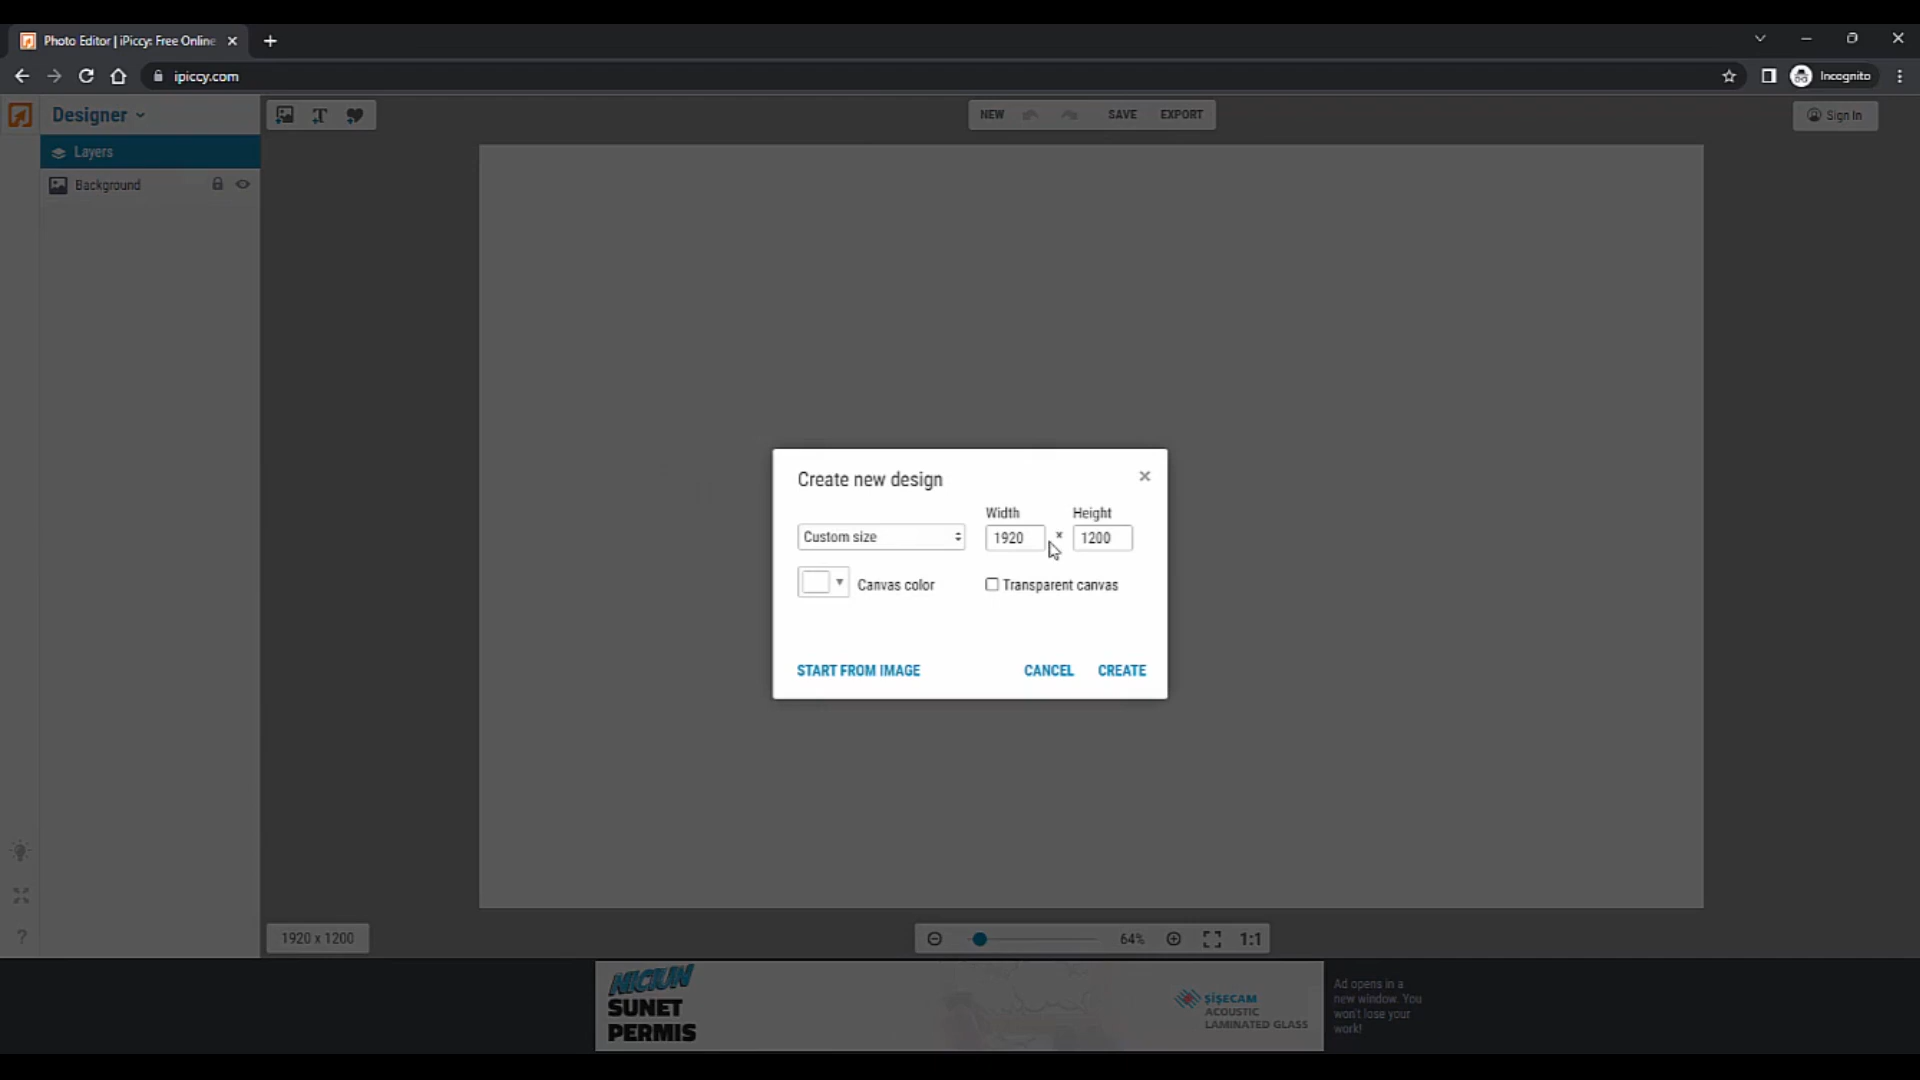 Photo Editor | iPiccy: Free Online
ipiccy.com
Incognito
Designer
NEW
SAVE
EXPORT
Sign In
Layers
Background
Create new design
Width
Height
Custom size
1920
×
1200
Canvas color
Transparent canvas
START FROM IMAGE
CANCEL
CREATE
1920 x 1200
64%
1:1
?
NICIUN
SUNET
PERMIS
ŞİŞECAM
ACOUSTIC
LAMINATED GLASS
Ad opens in a
new window. You
won't lose your
work!